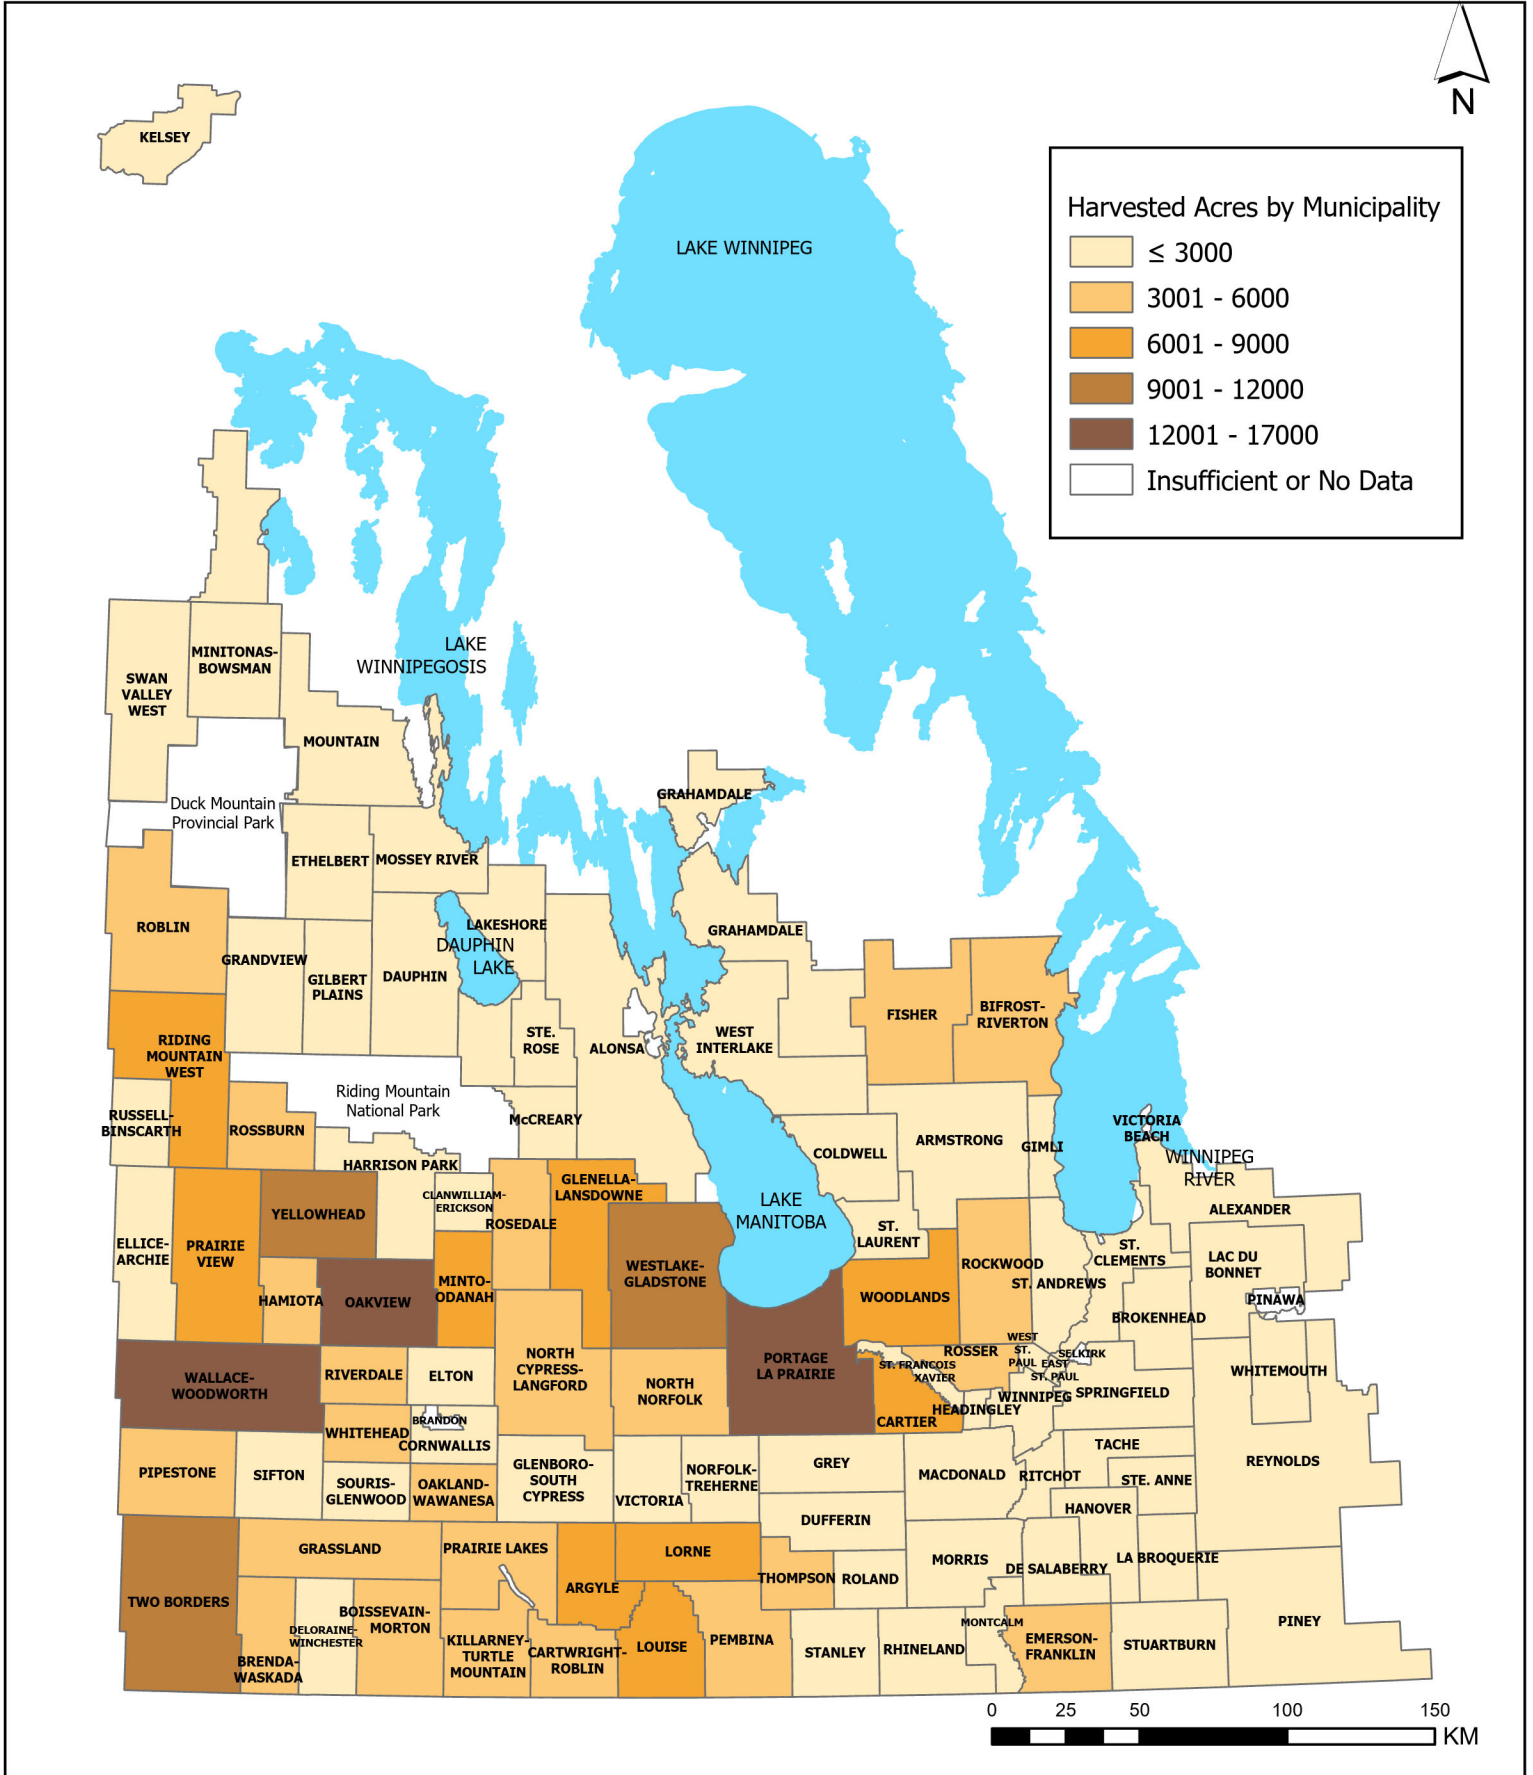 N
KELSEY
Harvested Acres by Municipality
≤ 3000
3001 - 6000
6001 - 9000
9001 - 12000
12001 - 17000
Insufficient or No Data
LAKE WINNIPEG
LAKE
WINNIPEGOSIS
MINITONAS-
BOWSMAN
SWAN
VALLEY
WEST
MOUNTAIN
Duck Mountain
Provincial Park
GRAHAMDALE
ETHELBERT
MOSSEY RIVER
ROBLIN
LAKESHORE
DAUPHIN
LAKE
GRAHAMDALE
GRANDVIEW
GILBERT
PLAINS
DAUPHIN
FISHER
BIFROST-
RIVERTON
RIDING
MOUNTAIN
WEST
STE.
ROSE
ALONSA
WEST
INTERLAKE
Riding Mountain
National Park
RUSSELL-
BINSCARTH
ROSSBURN
McCREARY
VICTORIA
BEACH
ARMSTRONG
GIMLI
COLDWELL
WINNIPEG
RIVER
HARRISON PARK
CLANWILLIAM-
ERICKSON
GLENELLA-
LANSDOWNE
YELLOWHEAD
ROSEDALE
LAKE
MANITOBA
ST.
LAURENT
ALEXANDER
ELLICE-
ARCHIE
PRAIRIE
VIEW
ST.
CLEMENTS
LAC DU
BONNET
WESTLAKE-
GLADSTONE
ROCKWOOD
ST. ANDREWS
HAMIOTA
OAKVIEW
MINTO-
ODANAH
WOODLANDS
PINAWA
BROKENHEAD
WALLACE-
WOODWORTH
RIVERDALE
ELTON
NORTH
CYPRESS-
LANGFORD
NORTH
NORFOLK
PORTAGE
LA PRAIRIE
ST. FRANCOIS
XAVIER
ROSSER
WEST
ST.
PAUL
EAST
ST. PAUL
SELKIRK
WHITEMOUTH
WINNIPEG
SPRINGFIELD
HEADINGLEY
CARTIER
WHITEHEAD
BRANDON
CORNWALLIS
PIPESTONE
SIFTON
SOURIS-
GLENWOOD
OAKLAND-
WAWANESA
GLENBORO-
SOUTH
CYPRESS
VICTORIA
NORFOLK-
TREHERNE
GREY
MACDONALD
RITCHOT
TACHE
STE. ANNE
REYNOLDS
HANOVER
DUFFERIN
GRASSLAND
PRAIRIE LAKES
LORNE
MORRIS
DE SALABERRY
LA BROQUERIE
TWO BORDERS
ARGYLE
THOMPSON
ROLAND
BOISSEVAIN-
MORTON
DELORAINE-
WINCHESTER
BRENDA-
WASKADA
KILLARNEY-
TURTLE
MOUNTAIN
CARTWRIGHT-
ROBLIN
LOUISE
PEMBINA
STANLEY
RHINELAND
MONTCALM
EMERSON-
FRANKLIN
STUARTBURN
PINEY
0 25 50 100 150
KM